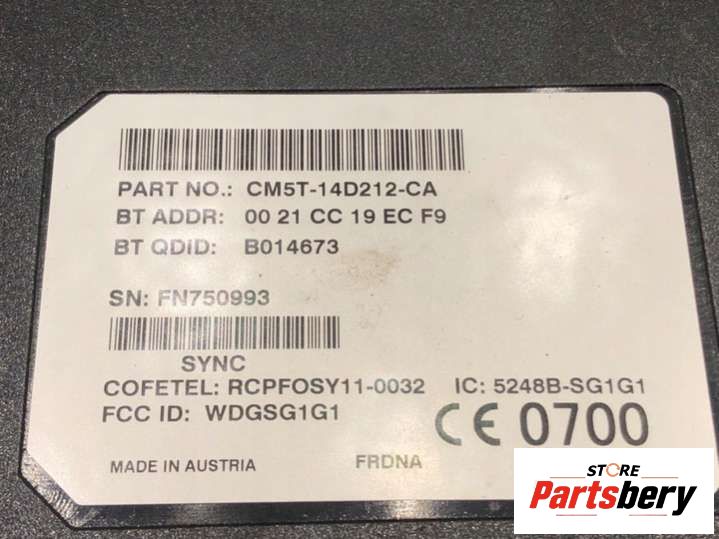 PART NO.: CM5T-14D212-CA
BT ADDR: 00 21 CC 19 EC F9
BT QDID: B014673
SN: FN750993
SYNC
COFETEL: RCPFOSY11-0032 IC: 5248B-SG1G1
FCC ID: WDGSG1G1
CE 0700
MADE IN AUSTRIA FRDNA
STORE
Partsbery